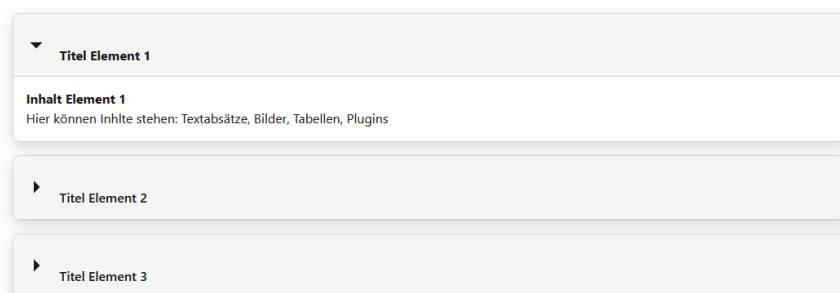 Titel Element 1
Inhalt Element 1
Hier können Inhlte stehen: Textabsätze, Bilder, Tabellen, Plugins
Titel Element 2
Titel Element 3